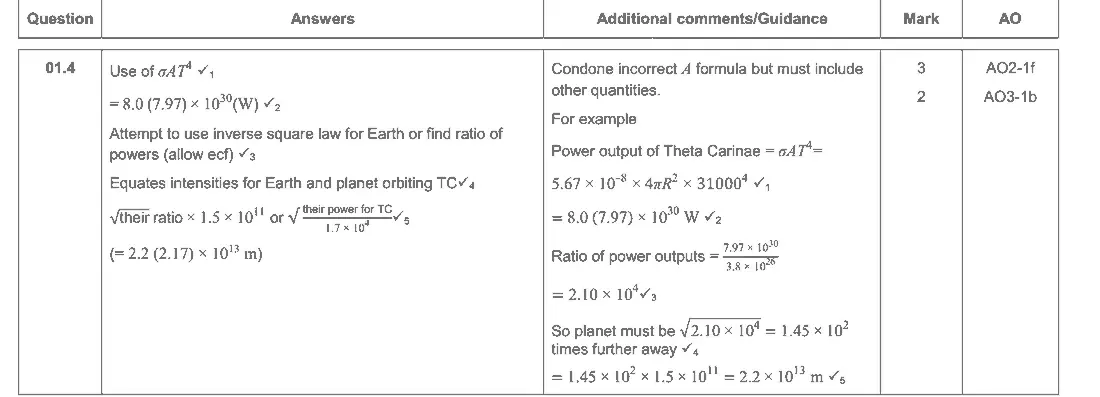 Question Answers Additional comments/Guidance Mark AO
01.4
Use of σAT⁴ ✓₁
= 8.0 (7.97) × 10³⁰(W) ✓₂
Attempt to use inverse square law for Earth or find ratio of
powers (allow ecf) ✓₃
Equates intensities for Earth and planet orbiting TC✓₄
√their ratio × 1.5 × 10¹¹ or √(their power for TC / 1.7 × 10⁴)✓₅
(= 2.2 (2.17) × 10¹³ m)
Condone incorrect A formula but must include
other quantities.
For example
Power output of Theta Carinae = σAT⁴=
5.67 × 10⁻⁸ × 4πR² × 31000⁴ ✓₁
= 8.0 (7.97) × 10³⁰ W ✓₂
Ratio of power outputs = 7.97 × 10³⁰ / 3.8 × 10²⁶
= 2.10 × 10⁴✓₃
So planet must be √2.10 × 10⁴ = 1.45 × 10²
times further away ✓₄
= 1.45 × 10² × 1.5 × 10¹¹ = 2.2 × 10¹³ m ✓₅
3
2
AO2-1f
AO3-1b